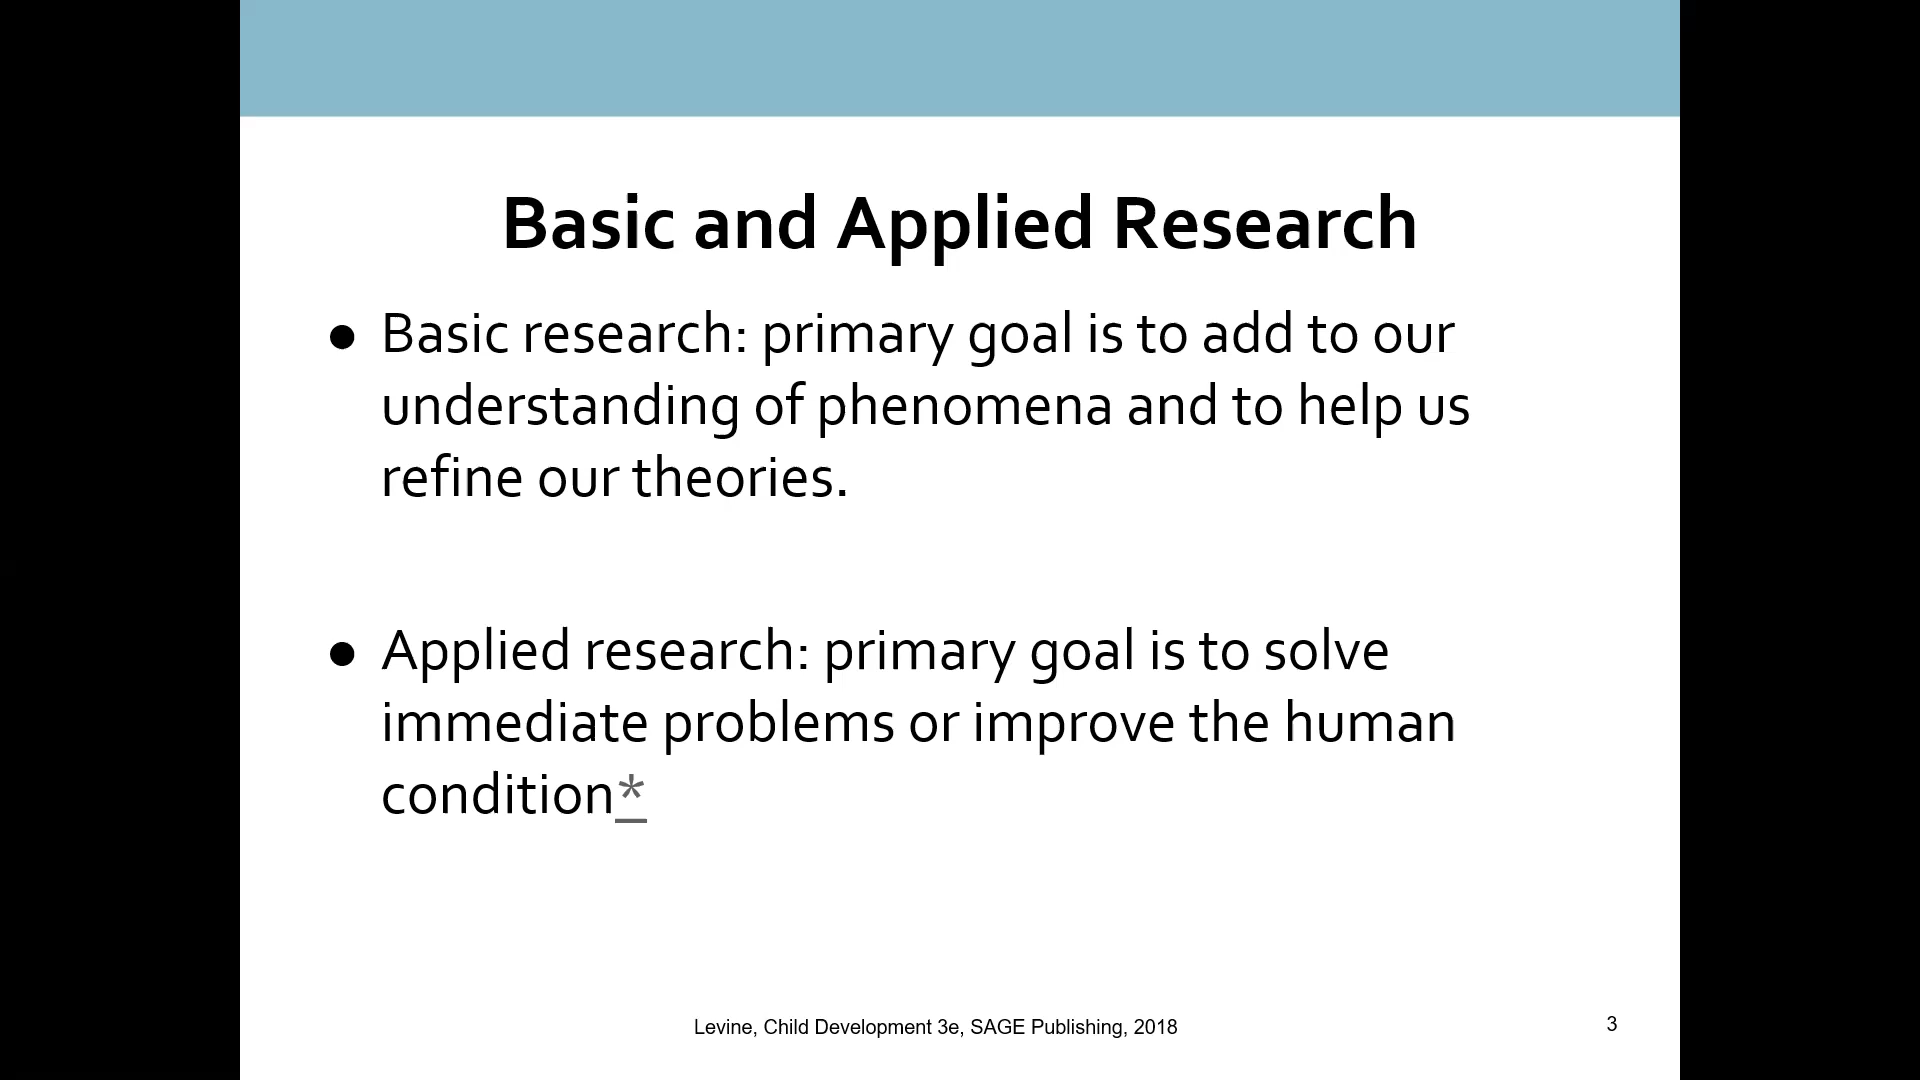 Basic and Applied Research
● Basic research: primary goal is to add to our
understanding of phenomena and to help us
refine our theories.
● Applied research: primary goal is to solve
immediate problems or improve the human
condition*
Levine, Child Development 3e, SAGE Publishing, 2018
3